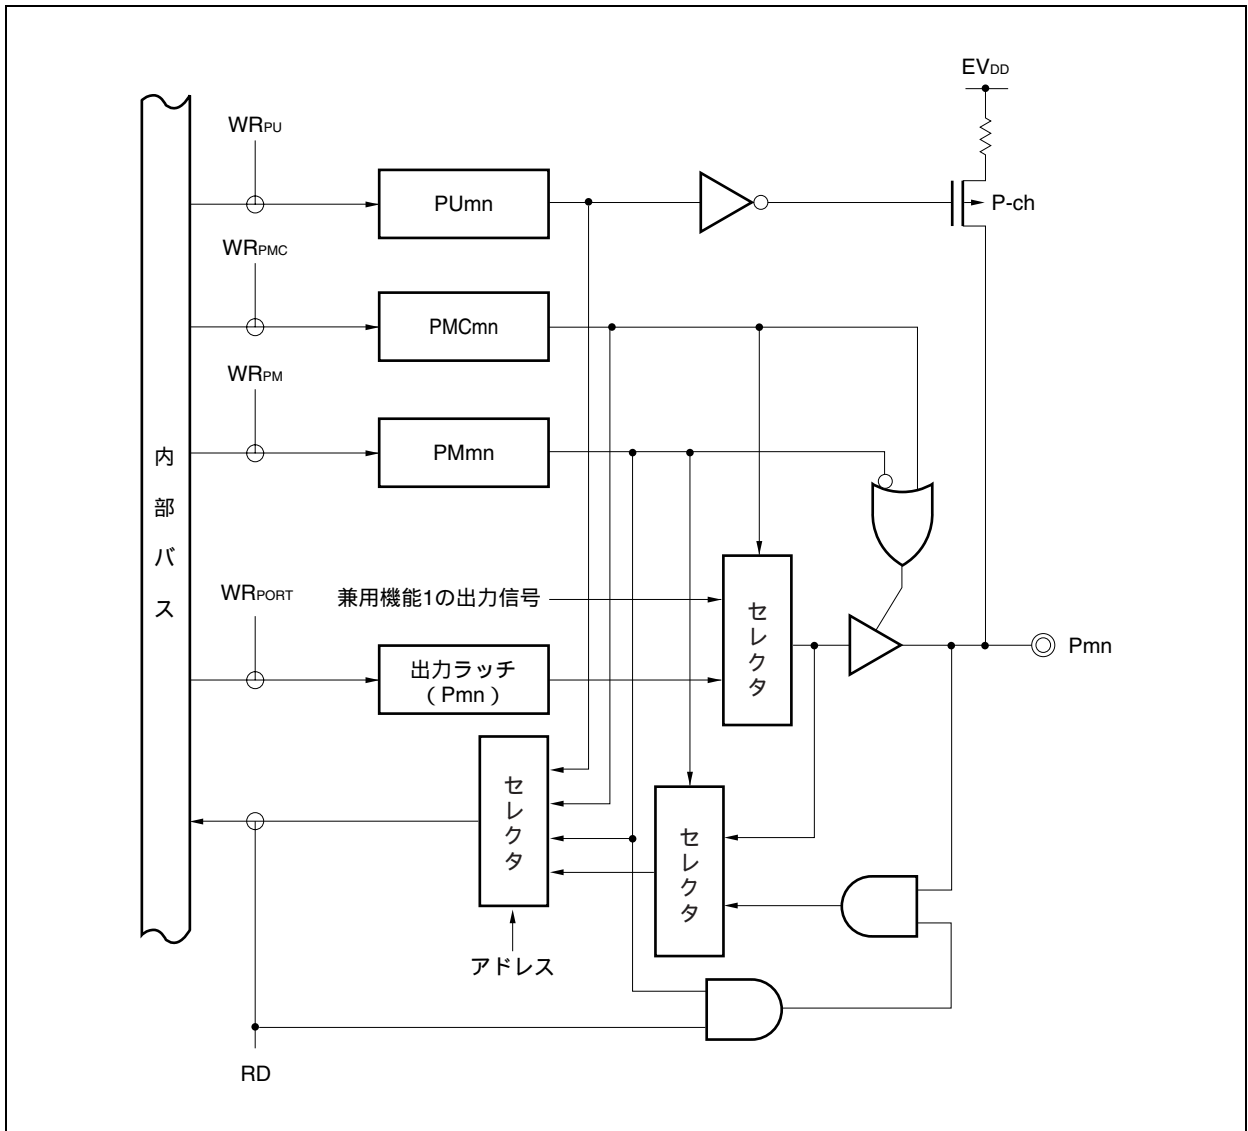 EVDD
WRPU
PUmn
P-ch
WRPMC
PMCmn
WRPM
PMmn
内部バス
WRPORT
兼用機能1の出力信号
セレクタ
出力ラッチ
（Pmn）
Pmn
セレクタ
セレクタ
アドレス
RD